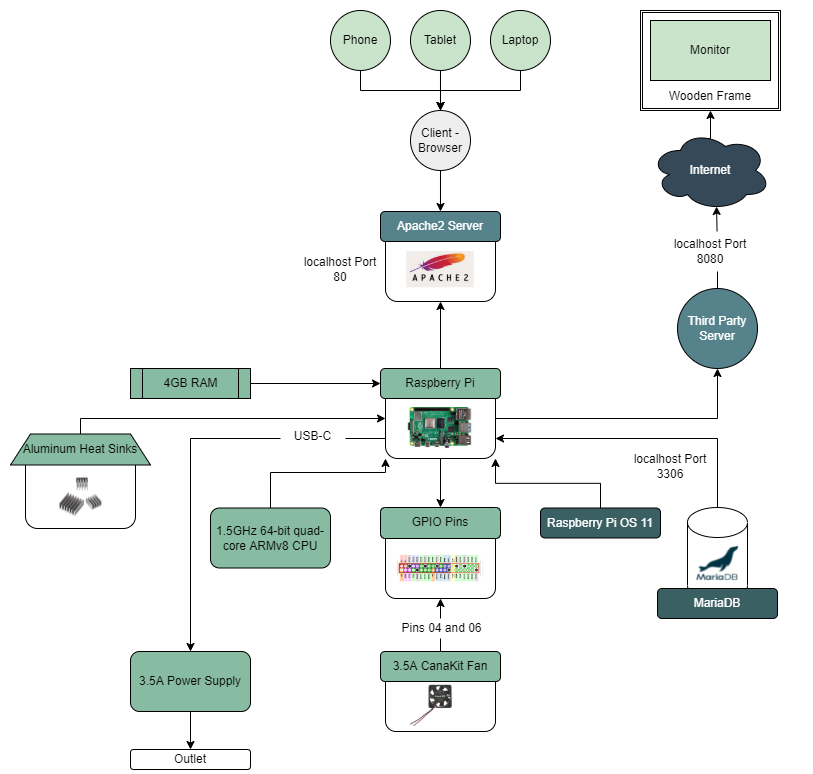 Phone
Tablet
Laptop
Monitor
Wooden Frame
Client -
Browser
Internet
Apache2 Server
localhost Port
80
APACHE2
localhost Port
8080
Third Party
Server
4GB RAM
Raspberry Pi
USB-C
Aluminum Heat Sinks
localhost Port
3306
1.5GHz 64-bit quad-
core ARMv8 CPU
GPIO Pins
Raspberry Pi OS 11
MariaDB
MariaDB
Pins 04 and 06
3.5A CanaKit Fan
3.5A Power Supply
Outlet